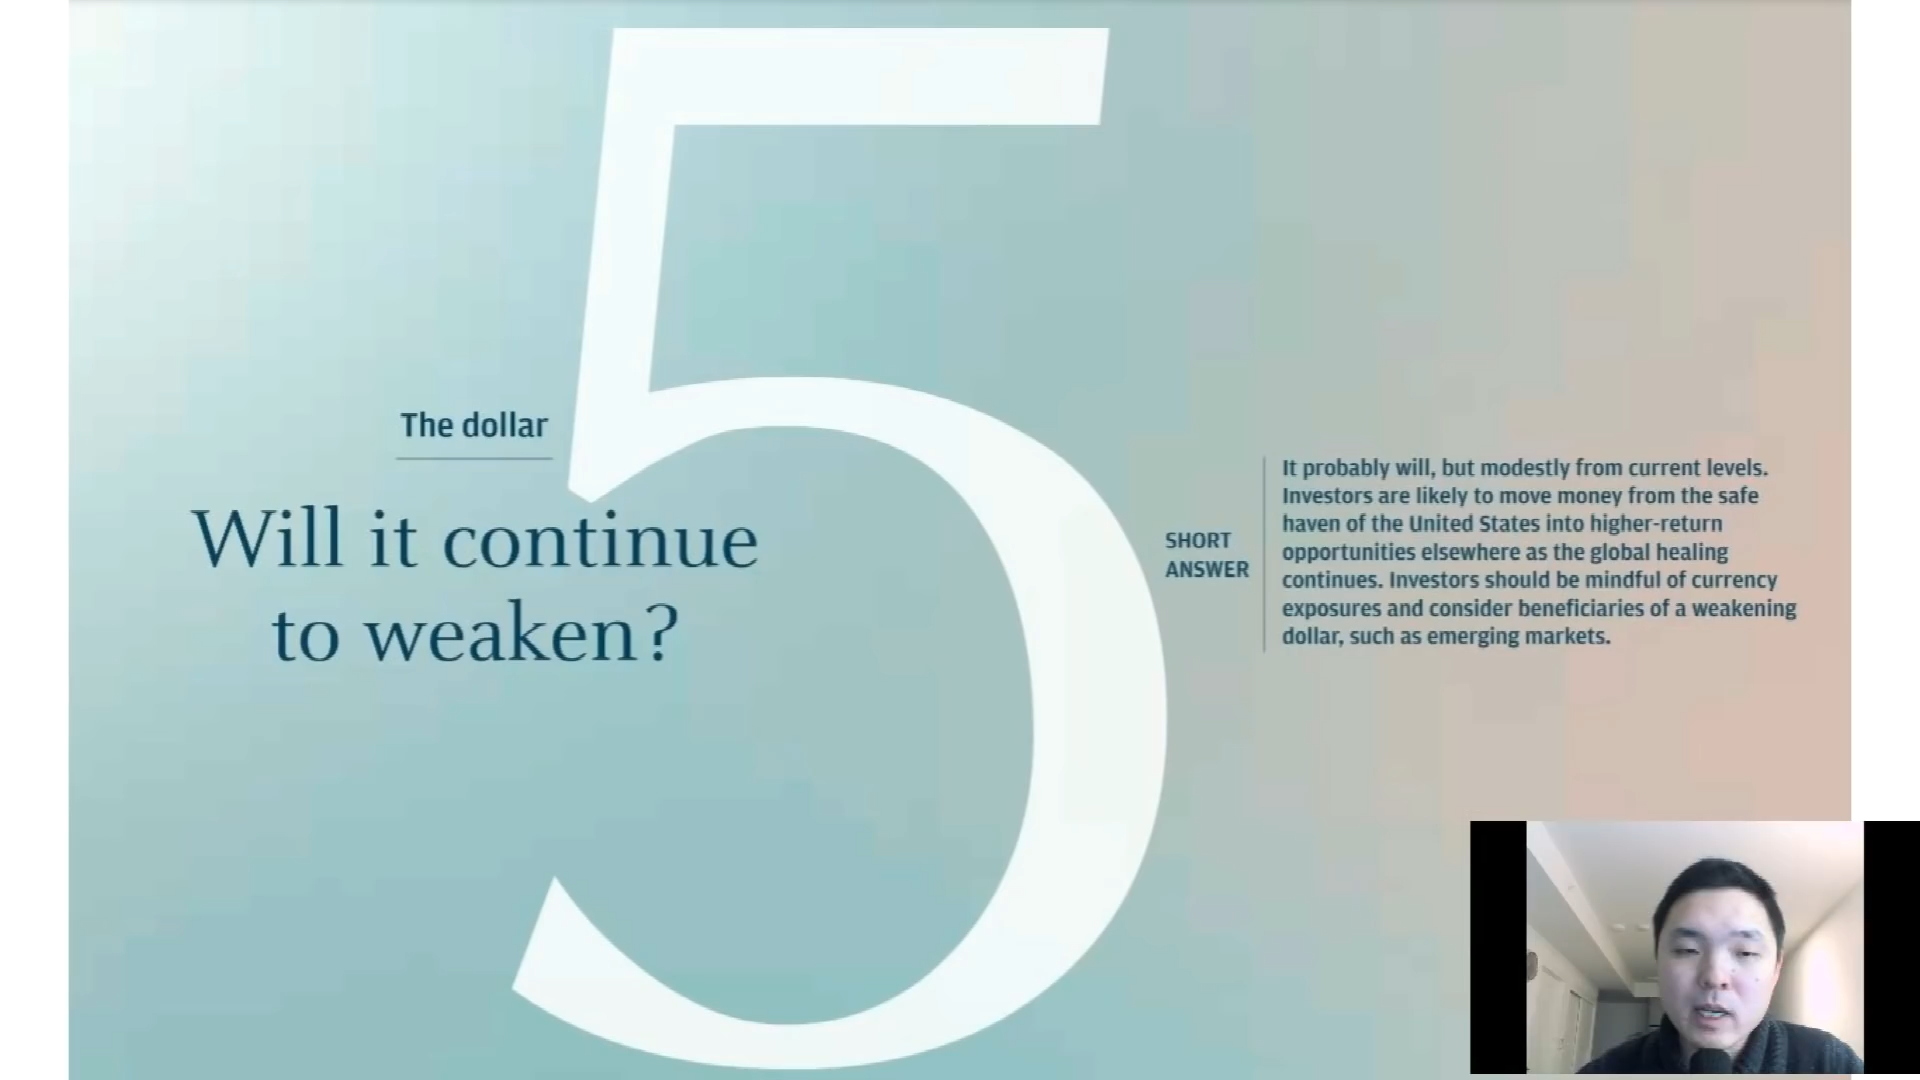 5
The dollar
Will it continue
to weaken?
SHORT
ANSWER
It probably will, but modestly from current levels.
Investors are likely to move money from the safe
haven of the United States into higher-return
opportunities elsewhere as the global healing
continues. Investors should be mindful of currency
exposures and consider beneficiaries of a weakening
dollar, such as emerging markets.